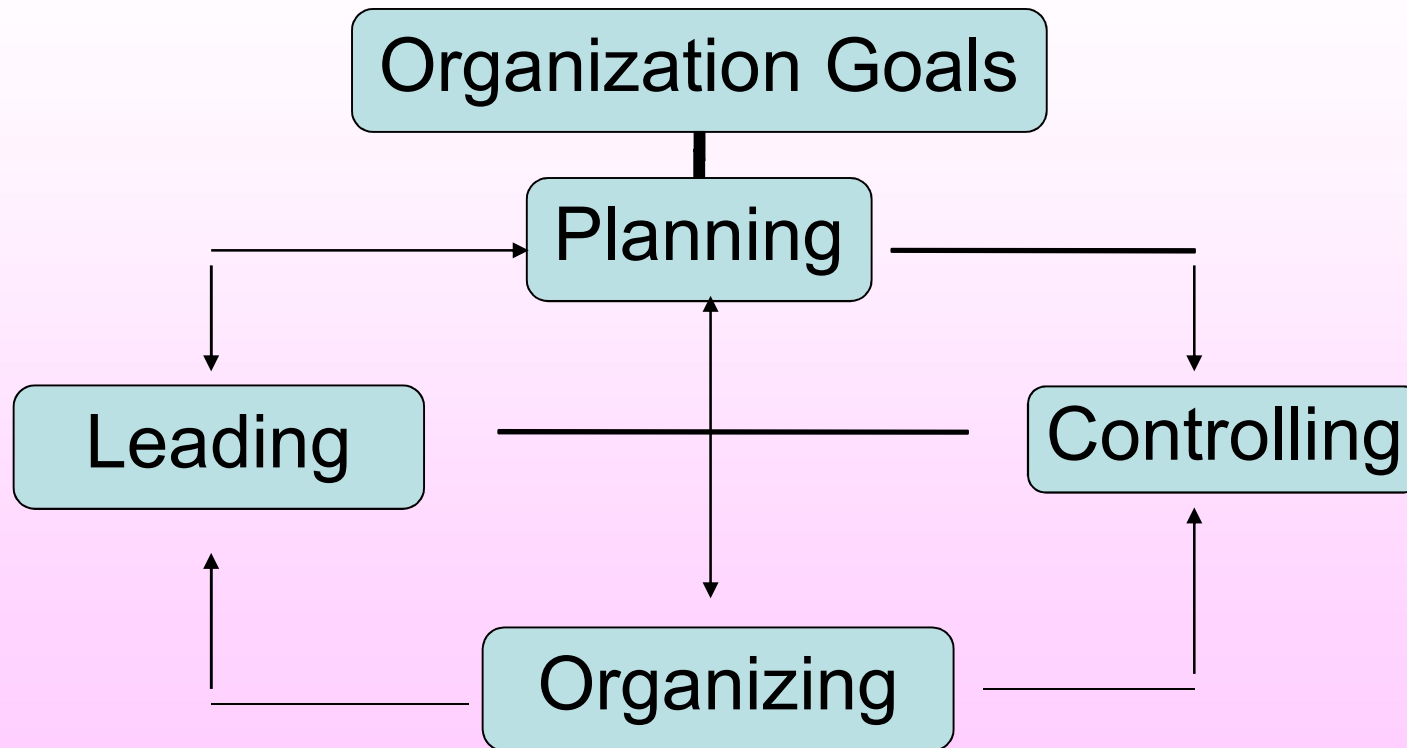 Organization Goals
Planning
Leading
Controlling
Organizing